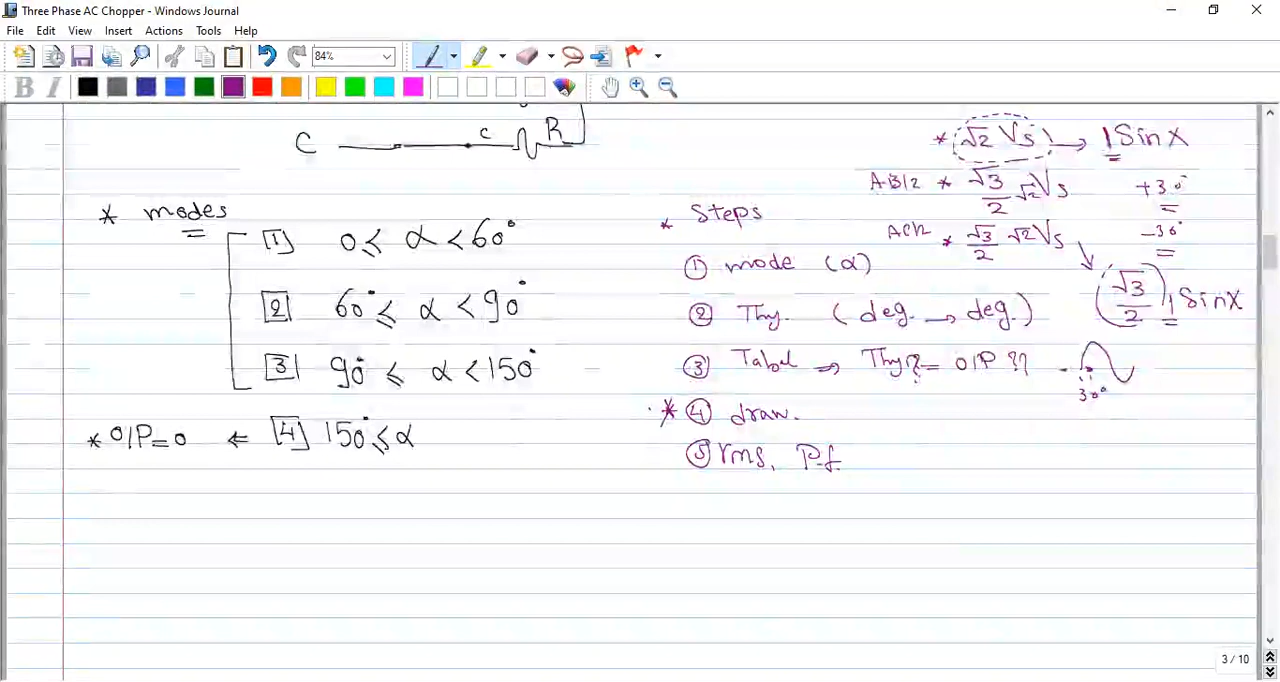 Three Phase AC Chopper - Windows Journal
File Edit View Insert Actions Tools Help
84%
B I
C c R
* modes
[1] 0 ≤ α < 60°
[2] 60° ≤ α < 90°
[3] 90° ≤ α < 150°
* O/P=0 ⇐ [4] 150° ≤ α
* Steps
① mode (α)
② Thy. (deg. → deg.)
③ Tabel ⇒ Thy?= O/P ??
* ④ draw.
⑤ rms, P.f
* √2 Vs → 1 Sin X
A-B/2 * √3/2 √2 Vs +30°
AC/2 * √3/2 √2 Vs -30°
(√3/2) 1 Sin X
30°
3 / 10